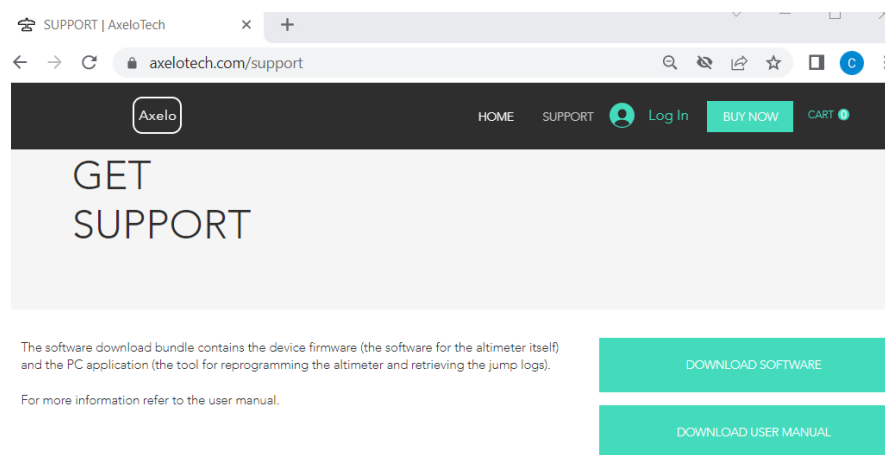 SUPPORT | AxeloTech
axelotech.com/support
C
Axelo
HOME SUPPORT Log In BUY NOW CART 0
GET
SUPPORT
The software download bundle contains the device firmware (the software for the altimeter itself)
and the PC application (the tool for reprogramming the altimeter and retrieving the jump logs).
For more information refer to the user manual.
DOWNLOAD SOFTWARE
DOWNLOAD USER MANUAL